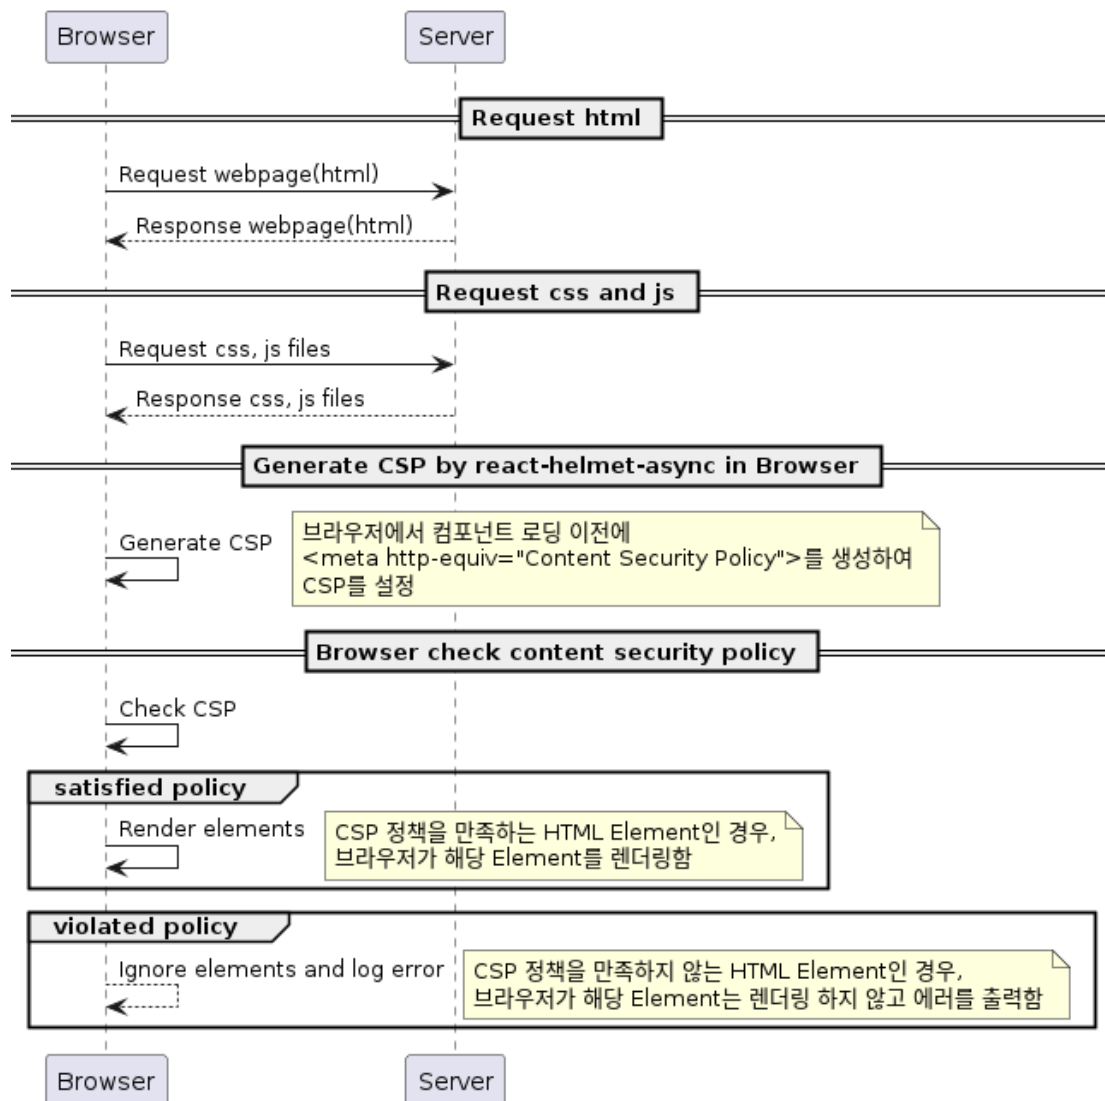 Browser
Server
Request html
Request webpage(html)
Response webpage(html)
Request css and js
Request css, js files
Response css, js files
Generate CSP by react-helmet-async in Browser
Generate CSP
브라우저에서 컴포넌트 로딩 이전에
<meta http-equiv="Content Security Policy">를 생성하여
CSP를 설정
Browser check content security policy
Check CSP
satisfied policy
Render elements
CSP 정책을 만족하는 HTML Element인 경우,
브라우저가 해당 Element를 렌더링함
violated policy
Ignore elements and log error
CSP 정책을 만족하지 않는 HTML Element인 경우,
브라우저가 해당 Element는 렌더링 하지 않고 에러를 출력함
Browser
Server